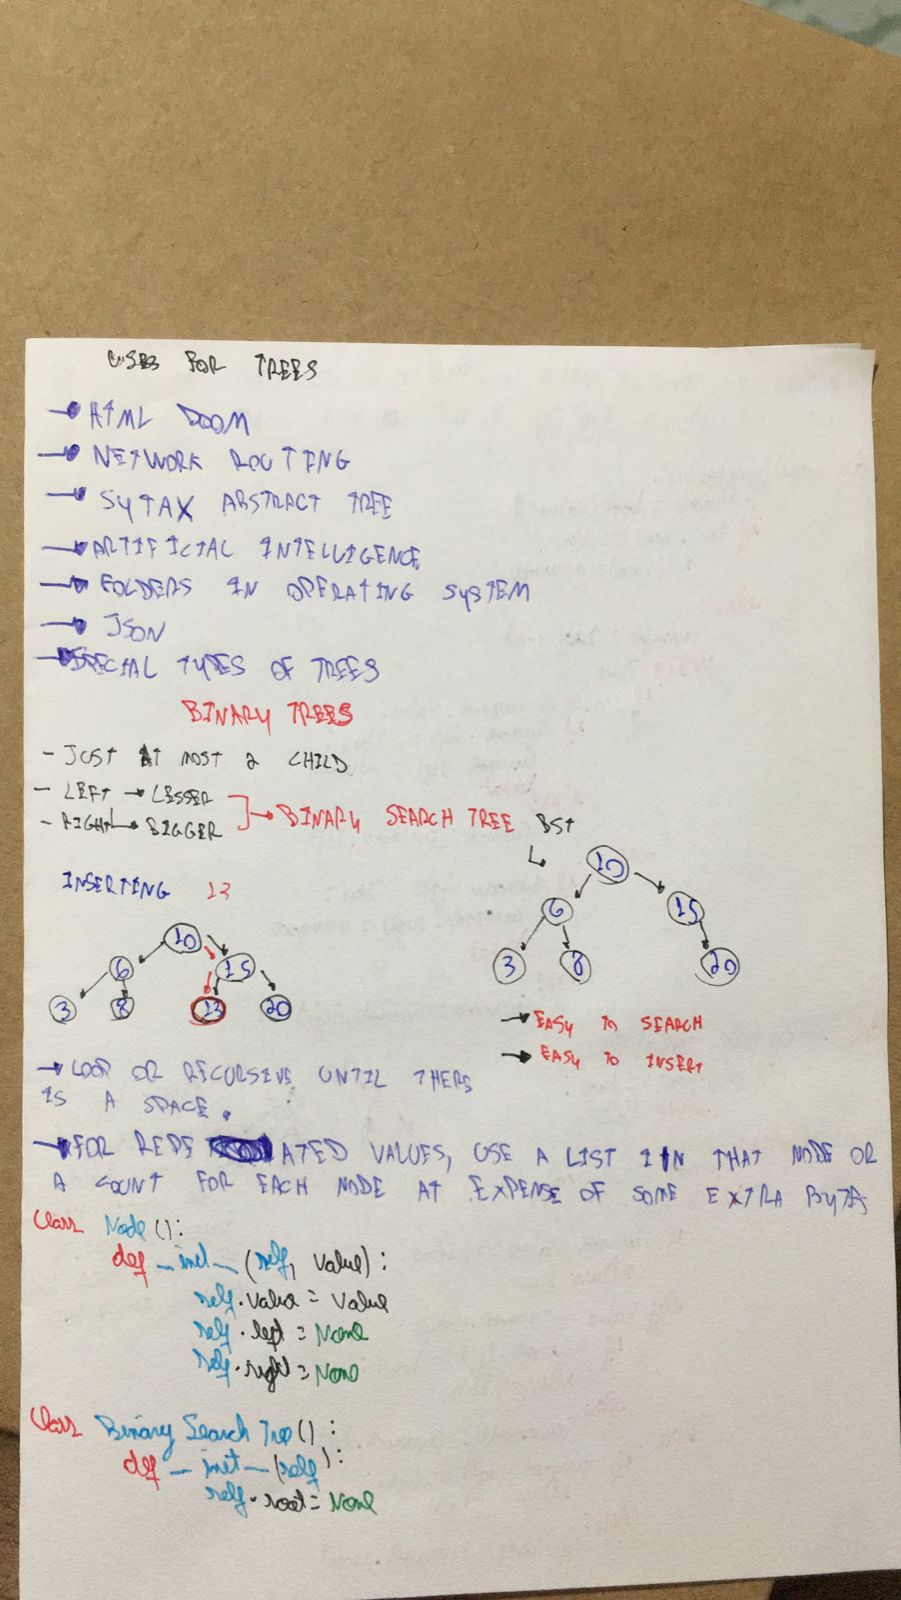 USES FOR TREES
→ HTML DOOM
→ NETWORK ROUTING
→ SYTAX ABSTRACT TREE
→ ARTIFICIAL INTELLIGENCE
→ FOLDERS IN OPERATING SYSTEM
→ JSON
→ SPECIAL TYPES OF TREES
BINARY TREES
- JUST AT MOST 2 CHILD
- LEFT → LESSER
- RIGHT → BIGGER
→ BINARY SEARCH TREE BST
INSERTING 13
10
6 15
3 8 13 20
10
6 15
3 8 20
→ EASY TO SEARCH
→ EASY TO INSERT
→ LOOP OR RECURSIVE UNTIL THERE
IS A SPACE.
→ FOR REPE ATED VALUES, USE A LIST IN THAT NODE OR
A COUNT FOR EACH NODE AT EXPENSE OF SOME EXTRA BYTES
Class Node():
def __init__(self, value):
self.value = value
self.left = None
self.right = None
Class Binary Search Tree():
def __init__(self):
self.root = None